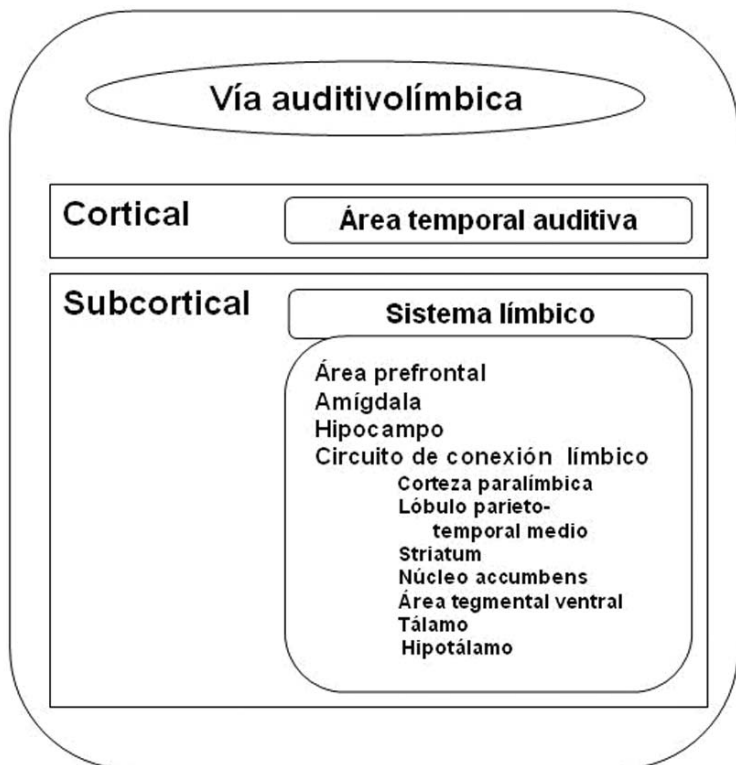 Vía auditivolímbica
Cortical
Área temporal auditiva
Subcortical
Sistema límbico
Área prefrontal
Amígdala
Hipocampo
Circuito de conexión límbico
Corteza paralímbica
Lóbulo parieto-
temporal medio
Striatum
Núcleo accumbens
Área tegmental ventral
Tálamo
Hipotálamo